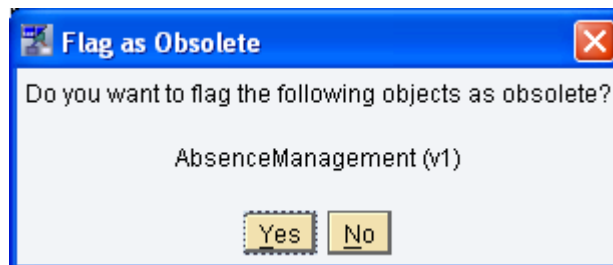 Flag as Obsolete
Do you want to flag the following objects as obsolete?
AbsenceManagement (v1)
Yes No